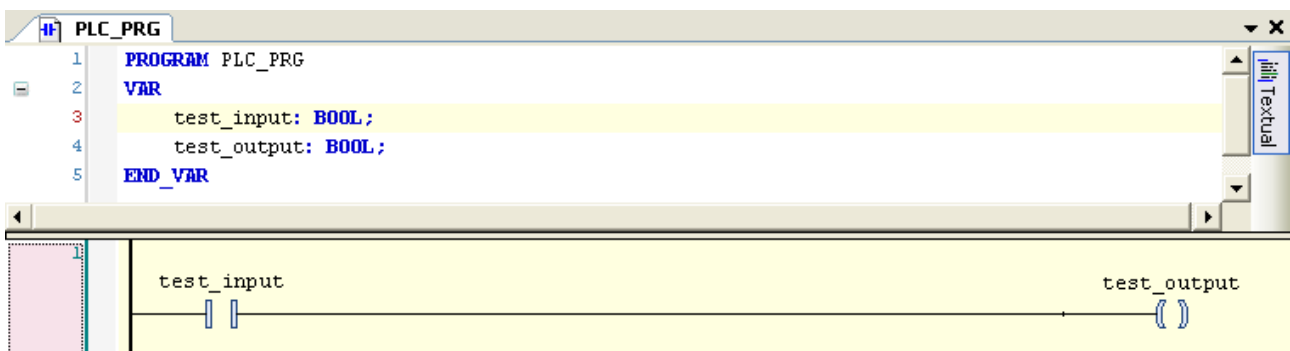 PLC_PRG
1 PROGRAM PLC_PRG
2 VAR
3 test_input: BOOL;
4 test_output: BOOL;
5 END_VAR
Textual
1
test_input test_output